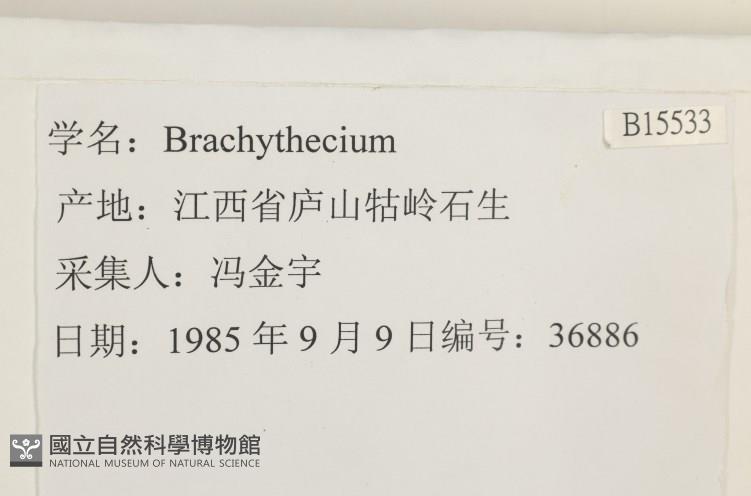 学名：Brachythecium
B15533
产地：江西省庐山牯岭石生
采集人：冯金宇
日期：1985 年 9 月 9 日编号：36886
國立自然科學博物館
NATIONAL MUSEUM OF NATURAL SCIENCE